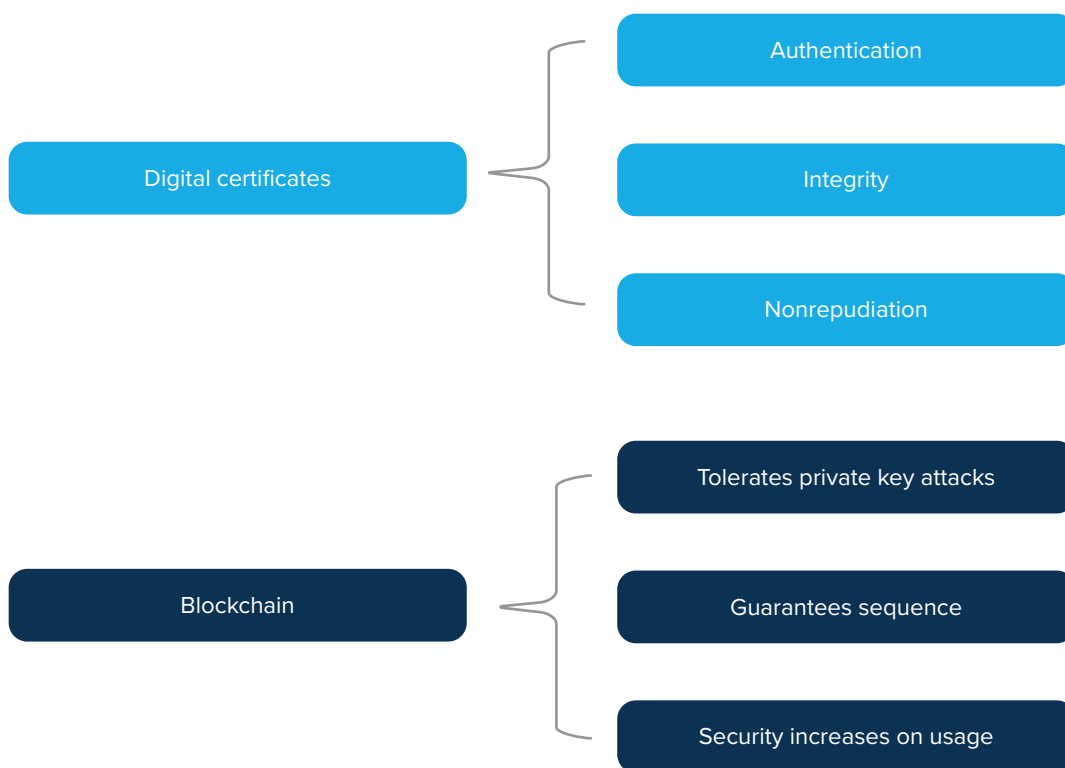 Digital certificates
Authentication
Integrity
Nonrepudiation
Blockchain
Tolerates private key attacks
Guarantees sequence
Security increases on usage